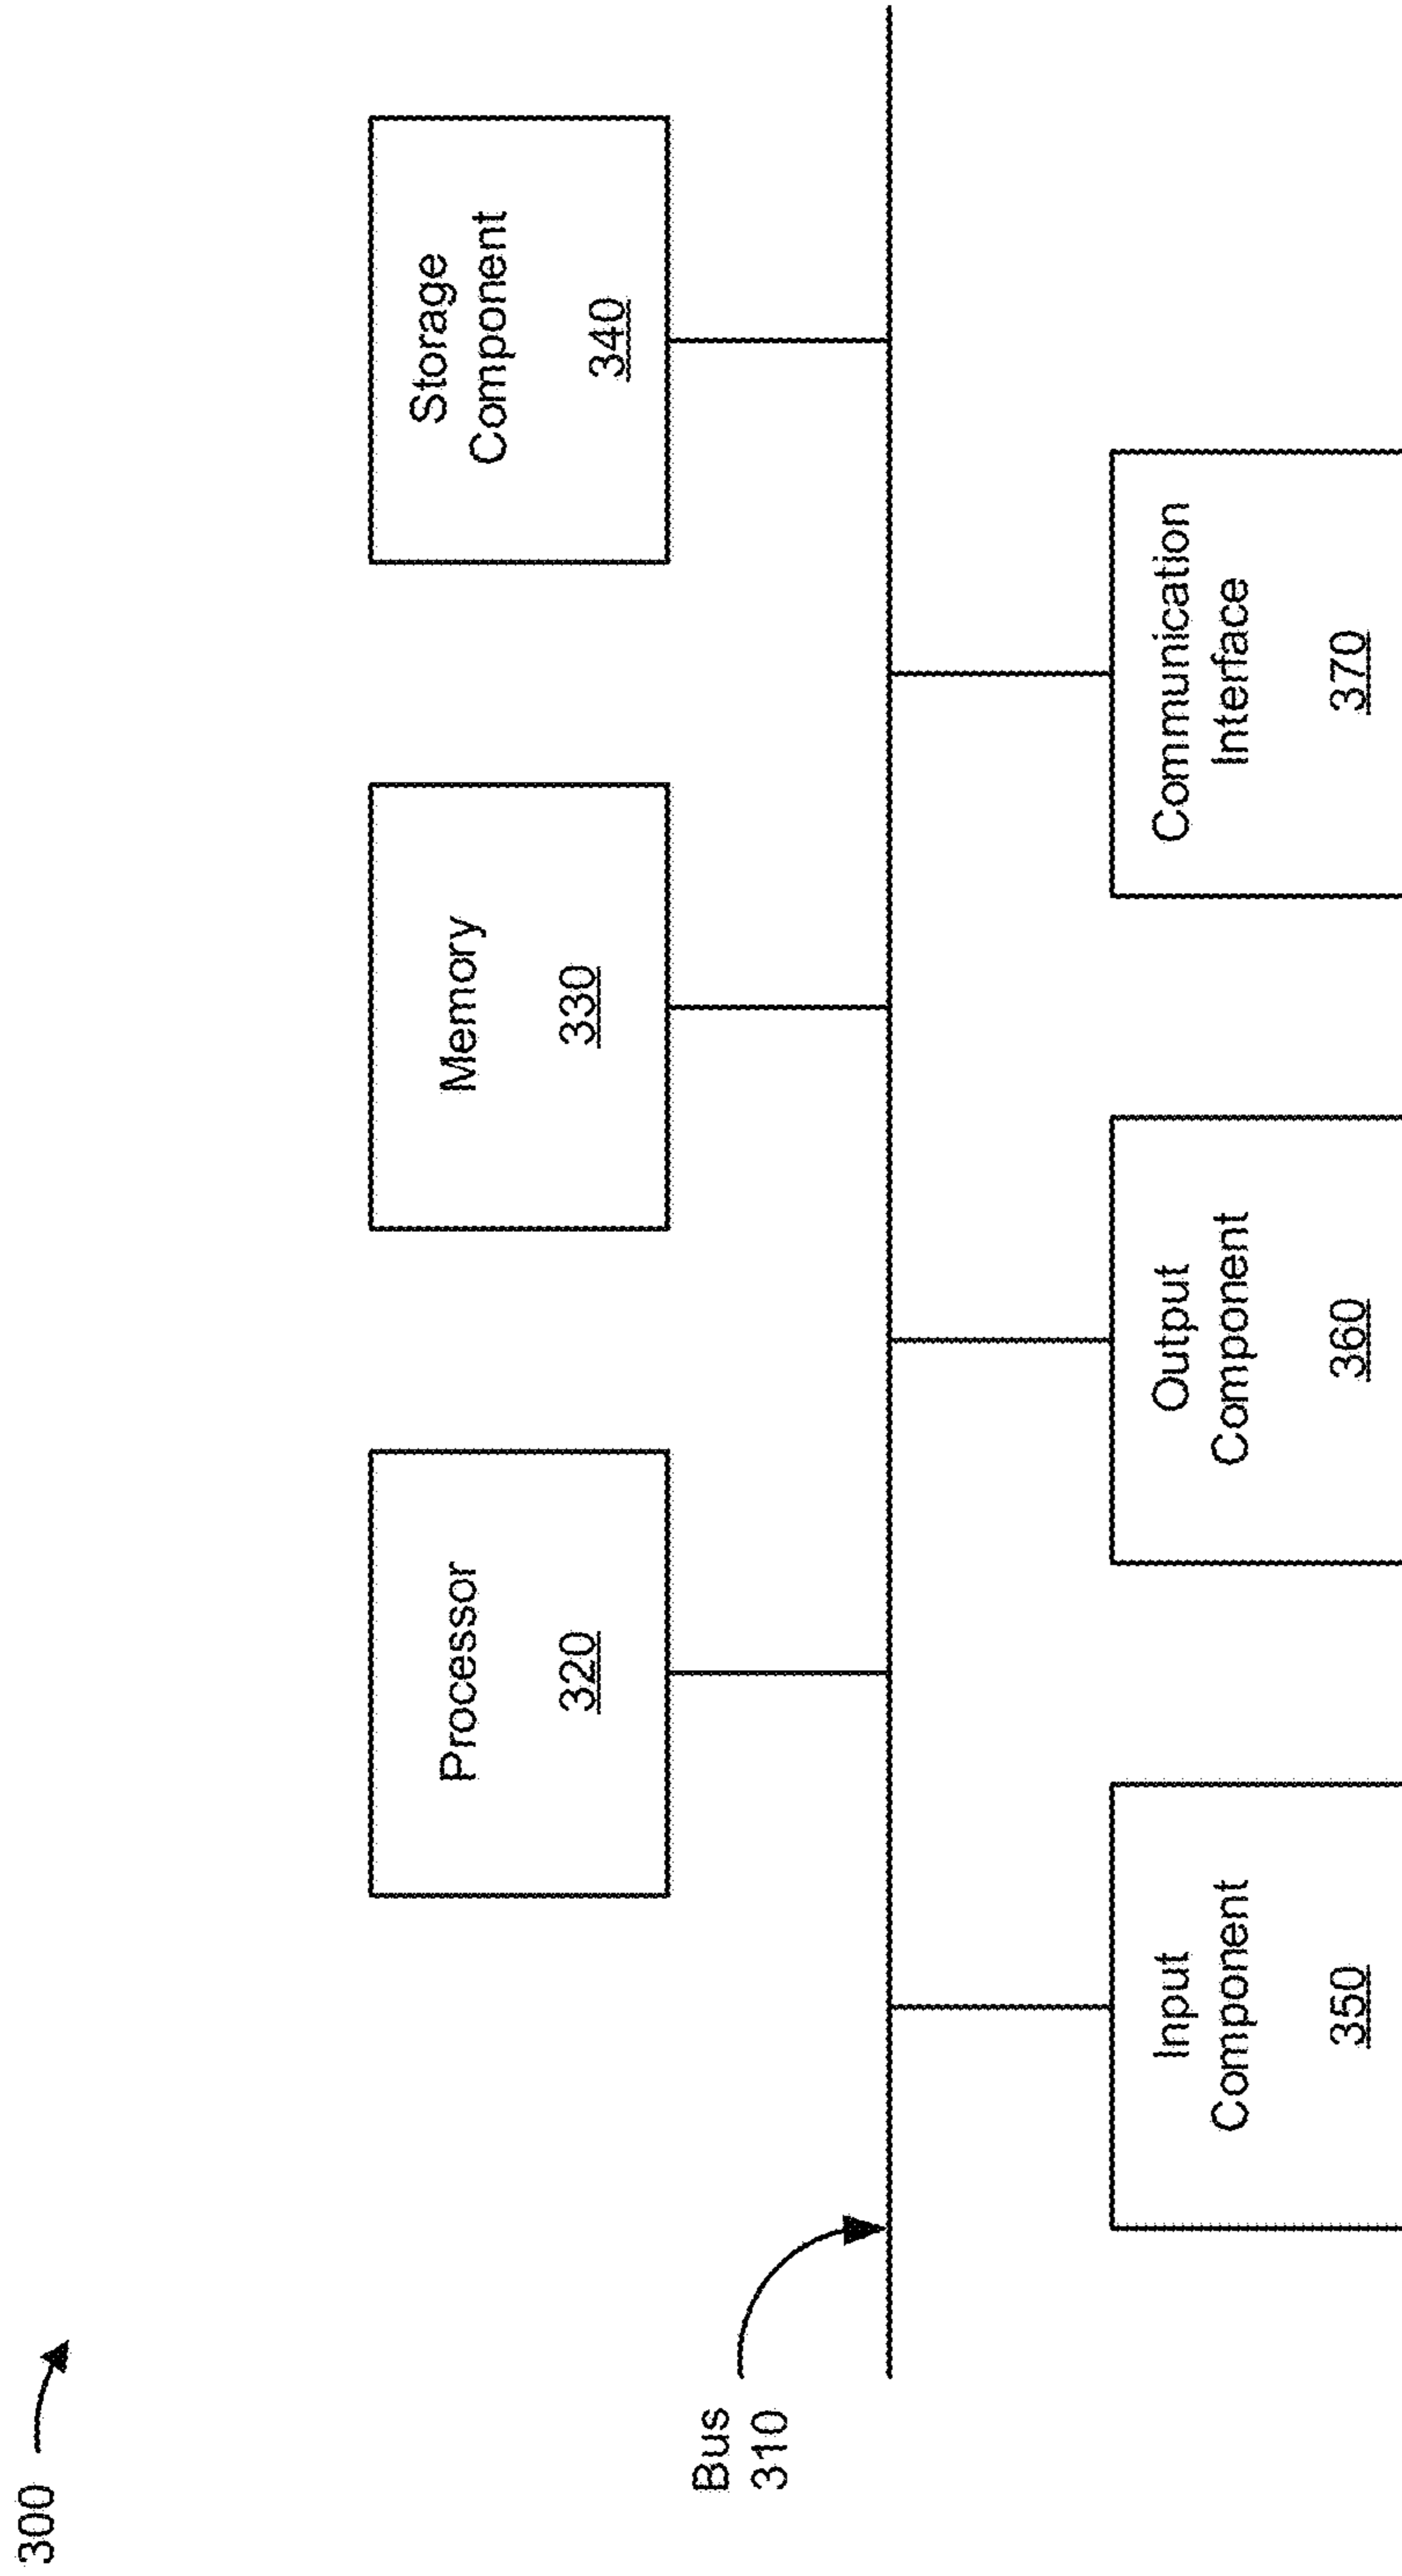 300
Bus
310
Processor
320
Memory
330
Storage
Component
340
Input
Component
350
Output
Component
360
Communication
Interface
370